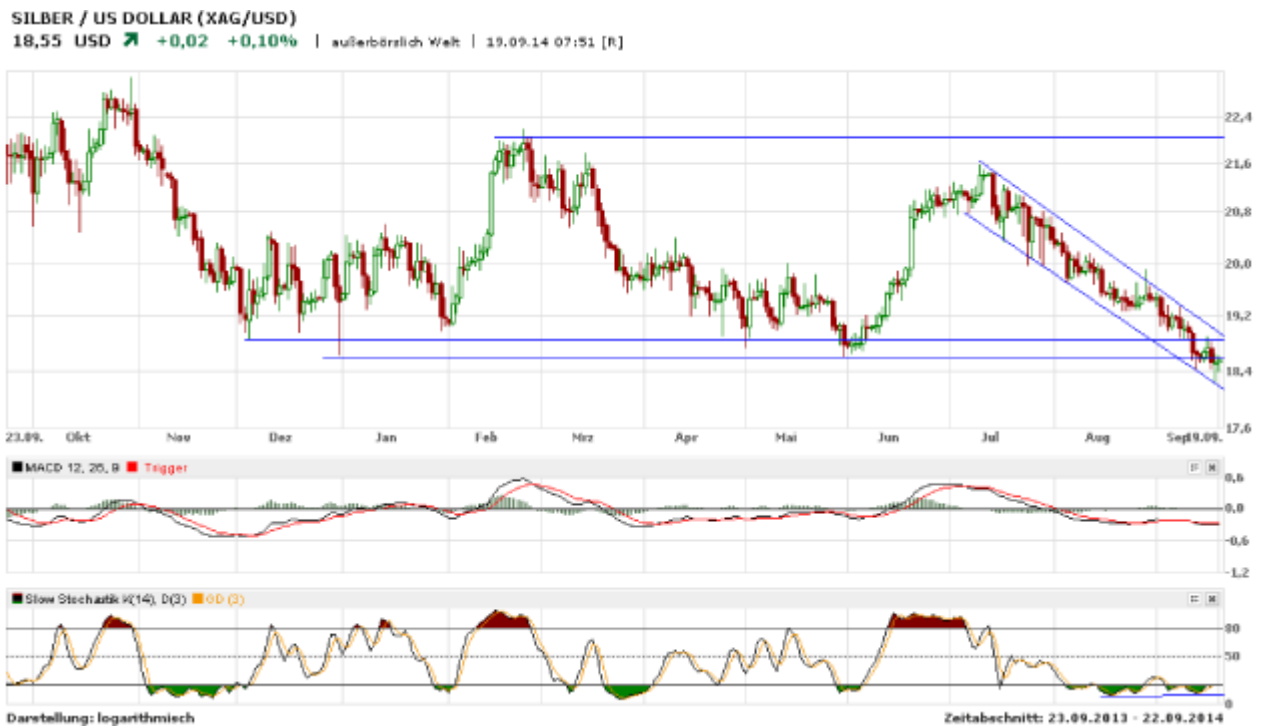 SILBER / US DOLLAR (XAG/USD)
18,55 USD +0,02 +0,10% | außerbörslich Welt | 19.09.14 07:51 [R]
22,4
21,6
20,8
20,0
19,2
18,4
17,6
23.09. Okt Nov Dez Jan Feb Mrz Apr Mai Jun Jul Aug Sep19.09.
MACD 12, 26, 9 Trigger
0,6
0,0
-0,6
-1,2
Slow Stochastik K(14), D(3) OD (3)
80
50
0
Darstellung: logarithmisch Zeitabschnitt: 23.09.2013 - 22.09.2014